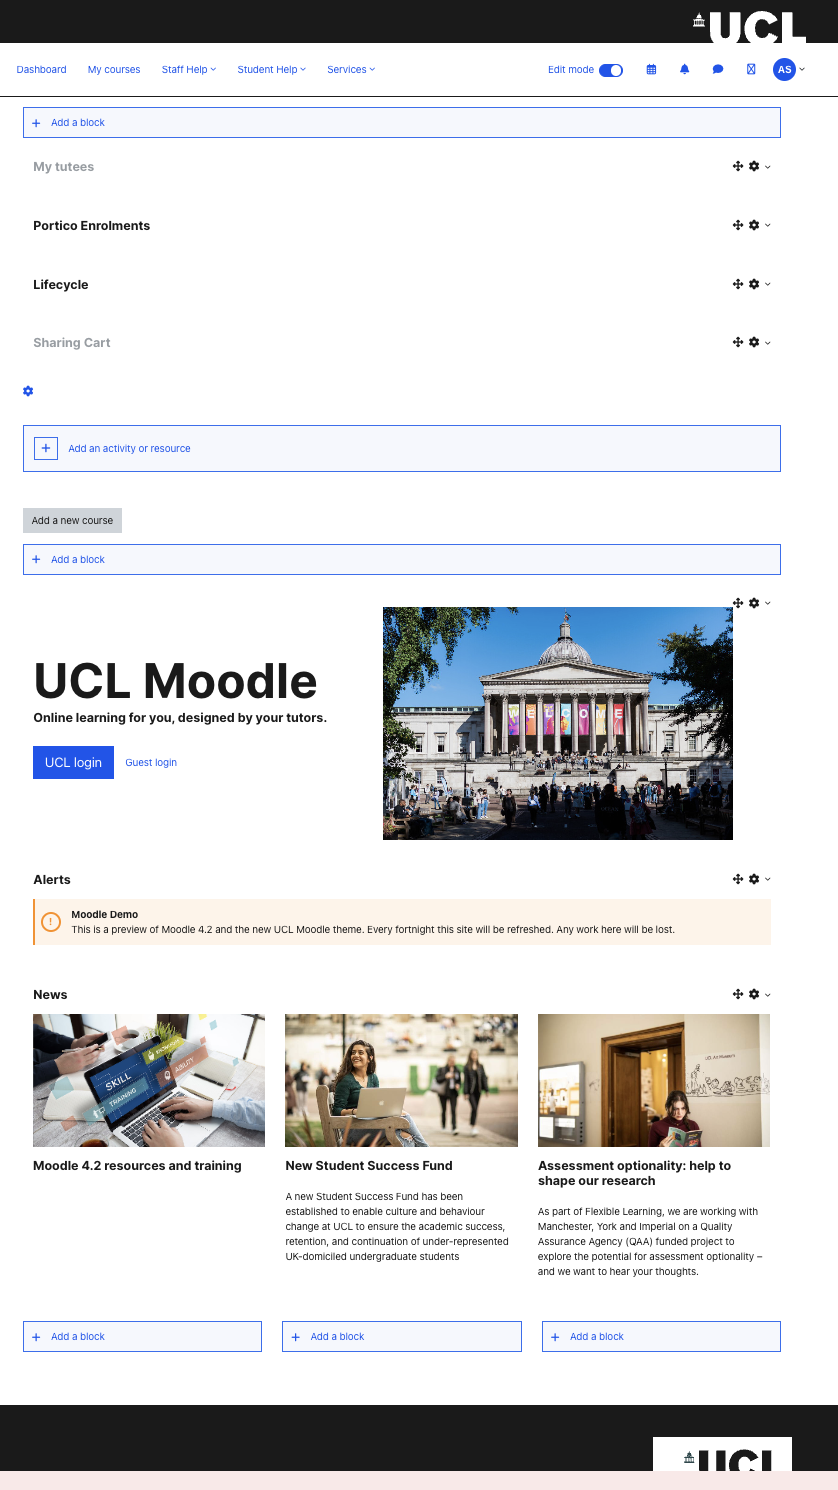 UCL
Dashboard My courses Staff Help Student Help Services Edit mode AS
Add a block
My tutees
Portico Enrolments
Lifecycle
Sharing Cart
Add an activity or resource
Add a new course
Add a block
WELCOME
UCL Moodle
Online learning for you, designed by your tutors.
UCL login Guest login
Alerts
Moodle Demo
This is a preview of Moodle 4.2 and the new UCL Moodle theme. Every fortnight this site will be refreshed. Any work here will be lost.
News
KNOWLEDGE
SKILL
ABILITY
TRAINING
UCL Art Museum
Moodle 4.2 resources and training
New Student Success Fund
A new Student Success Fund has been
established to enable culture and behaviour
change at UCL to ensure the academic success,
retention, and continuation of under-represented
UK-domiciled undergraduate students
Assessment optionality: help to
shape our research
As part of Flexible Learning, we are working with
Manchester, York and Imperial on a Quality
Assurance Agency (QAA) funded project to
explore the potential for assessment optionality –
and we want to hear your thoughts.
Add a block Add a block Add a block
UCL